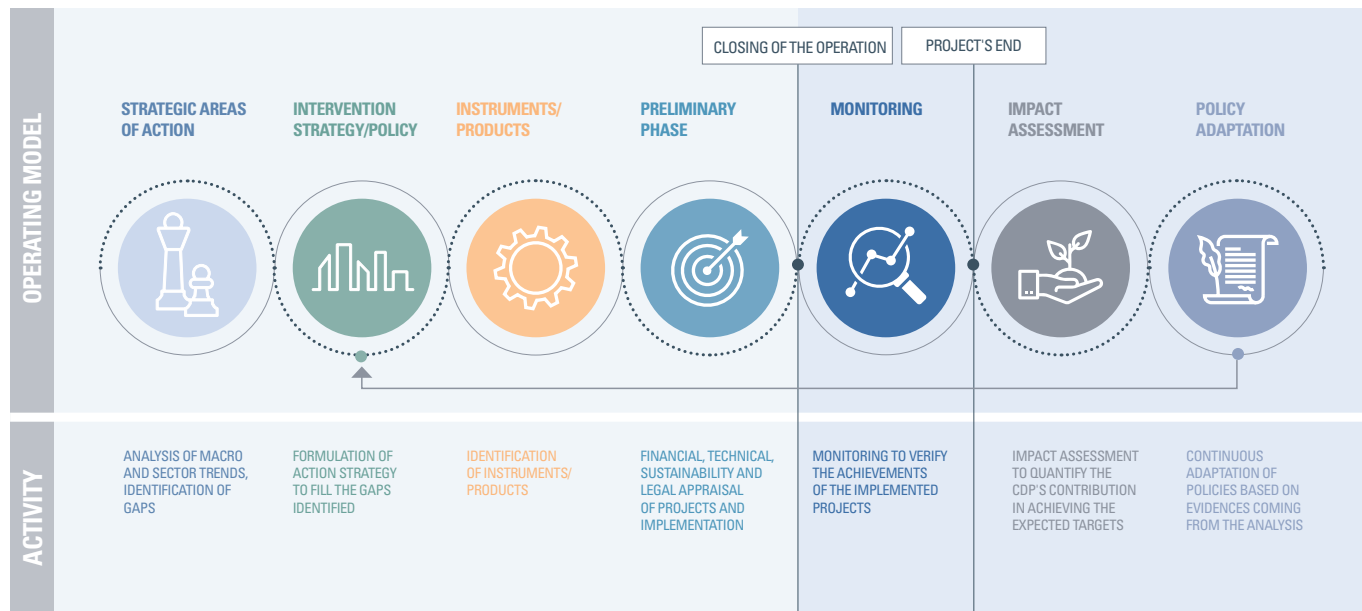 CLOSING OF THE OPERATION
PROJECT'S END
OPERATING MODEL
STRATEGIC AREAS
OF ACTION
INTERVENTION
STRATEGY/POLICY
INSTRUMENTS/
PRODUCTS
PRELIMINARY
PHASE
MONITORING
IMPACT
ASSESSMENT
POLICY
ADAPTATION
ACTIVITY
ANALYSIS OF MACRO
AND SECTOR TRENDS,
IDENTIFICATION OF
GAPS
FORMULATION OF
ACTION STRATEGY
TO FILL THE GAPS
IDENTIFIED
IDENTIFICATION
OF INSTRUMENTS/
PRODUCTS
FINANCIAL, TECHNICAL,
SUSTAINABILITY AND
LEGAL APPRAISAL
OF PROJECTS AND
IMPLEMENTATION
MONITORING TO VERIFY
THE ACHIEVEMENTS
OF THE IMPLEMENTED
PROJECTS
IMPACT ASSESSMENT
TO QUANTIFY THE
CDP'S CONTRIBUTION
IN ACHIEVING THE
EXPECTED TARGETS
CONTINUOUS
ADAPTATION OF
POLICIES BASED ON
EVIDENCES COMING
FROM THE ANALYSIS